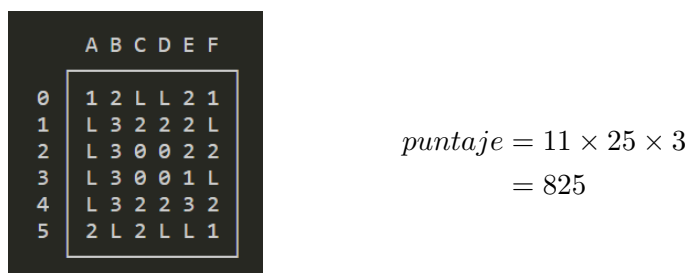 A B C D E F
0 1 2 L L 2 1
1 L 3 2 2 2 L
2 L 3 0 0 2 2
3 L 3 0 0 1 L
4 L 3 2 2 3 2
5 2 L 2 L L 1
puntaje = 11 × 25 × 3
= 825